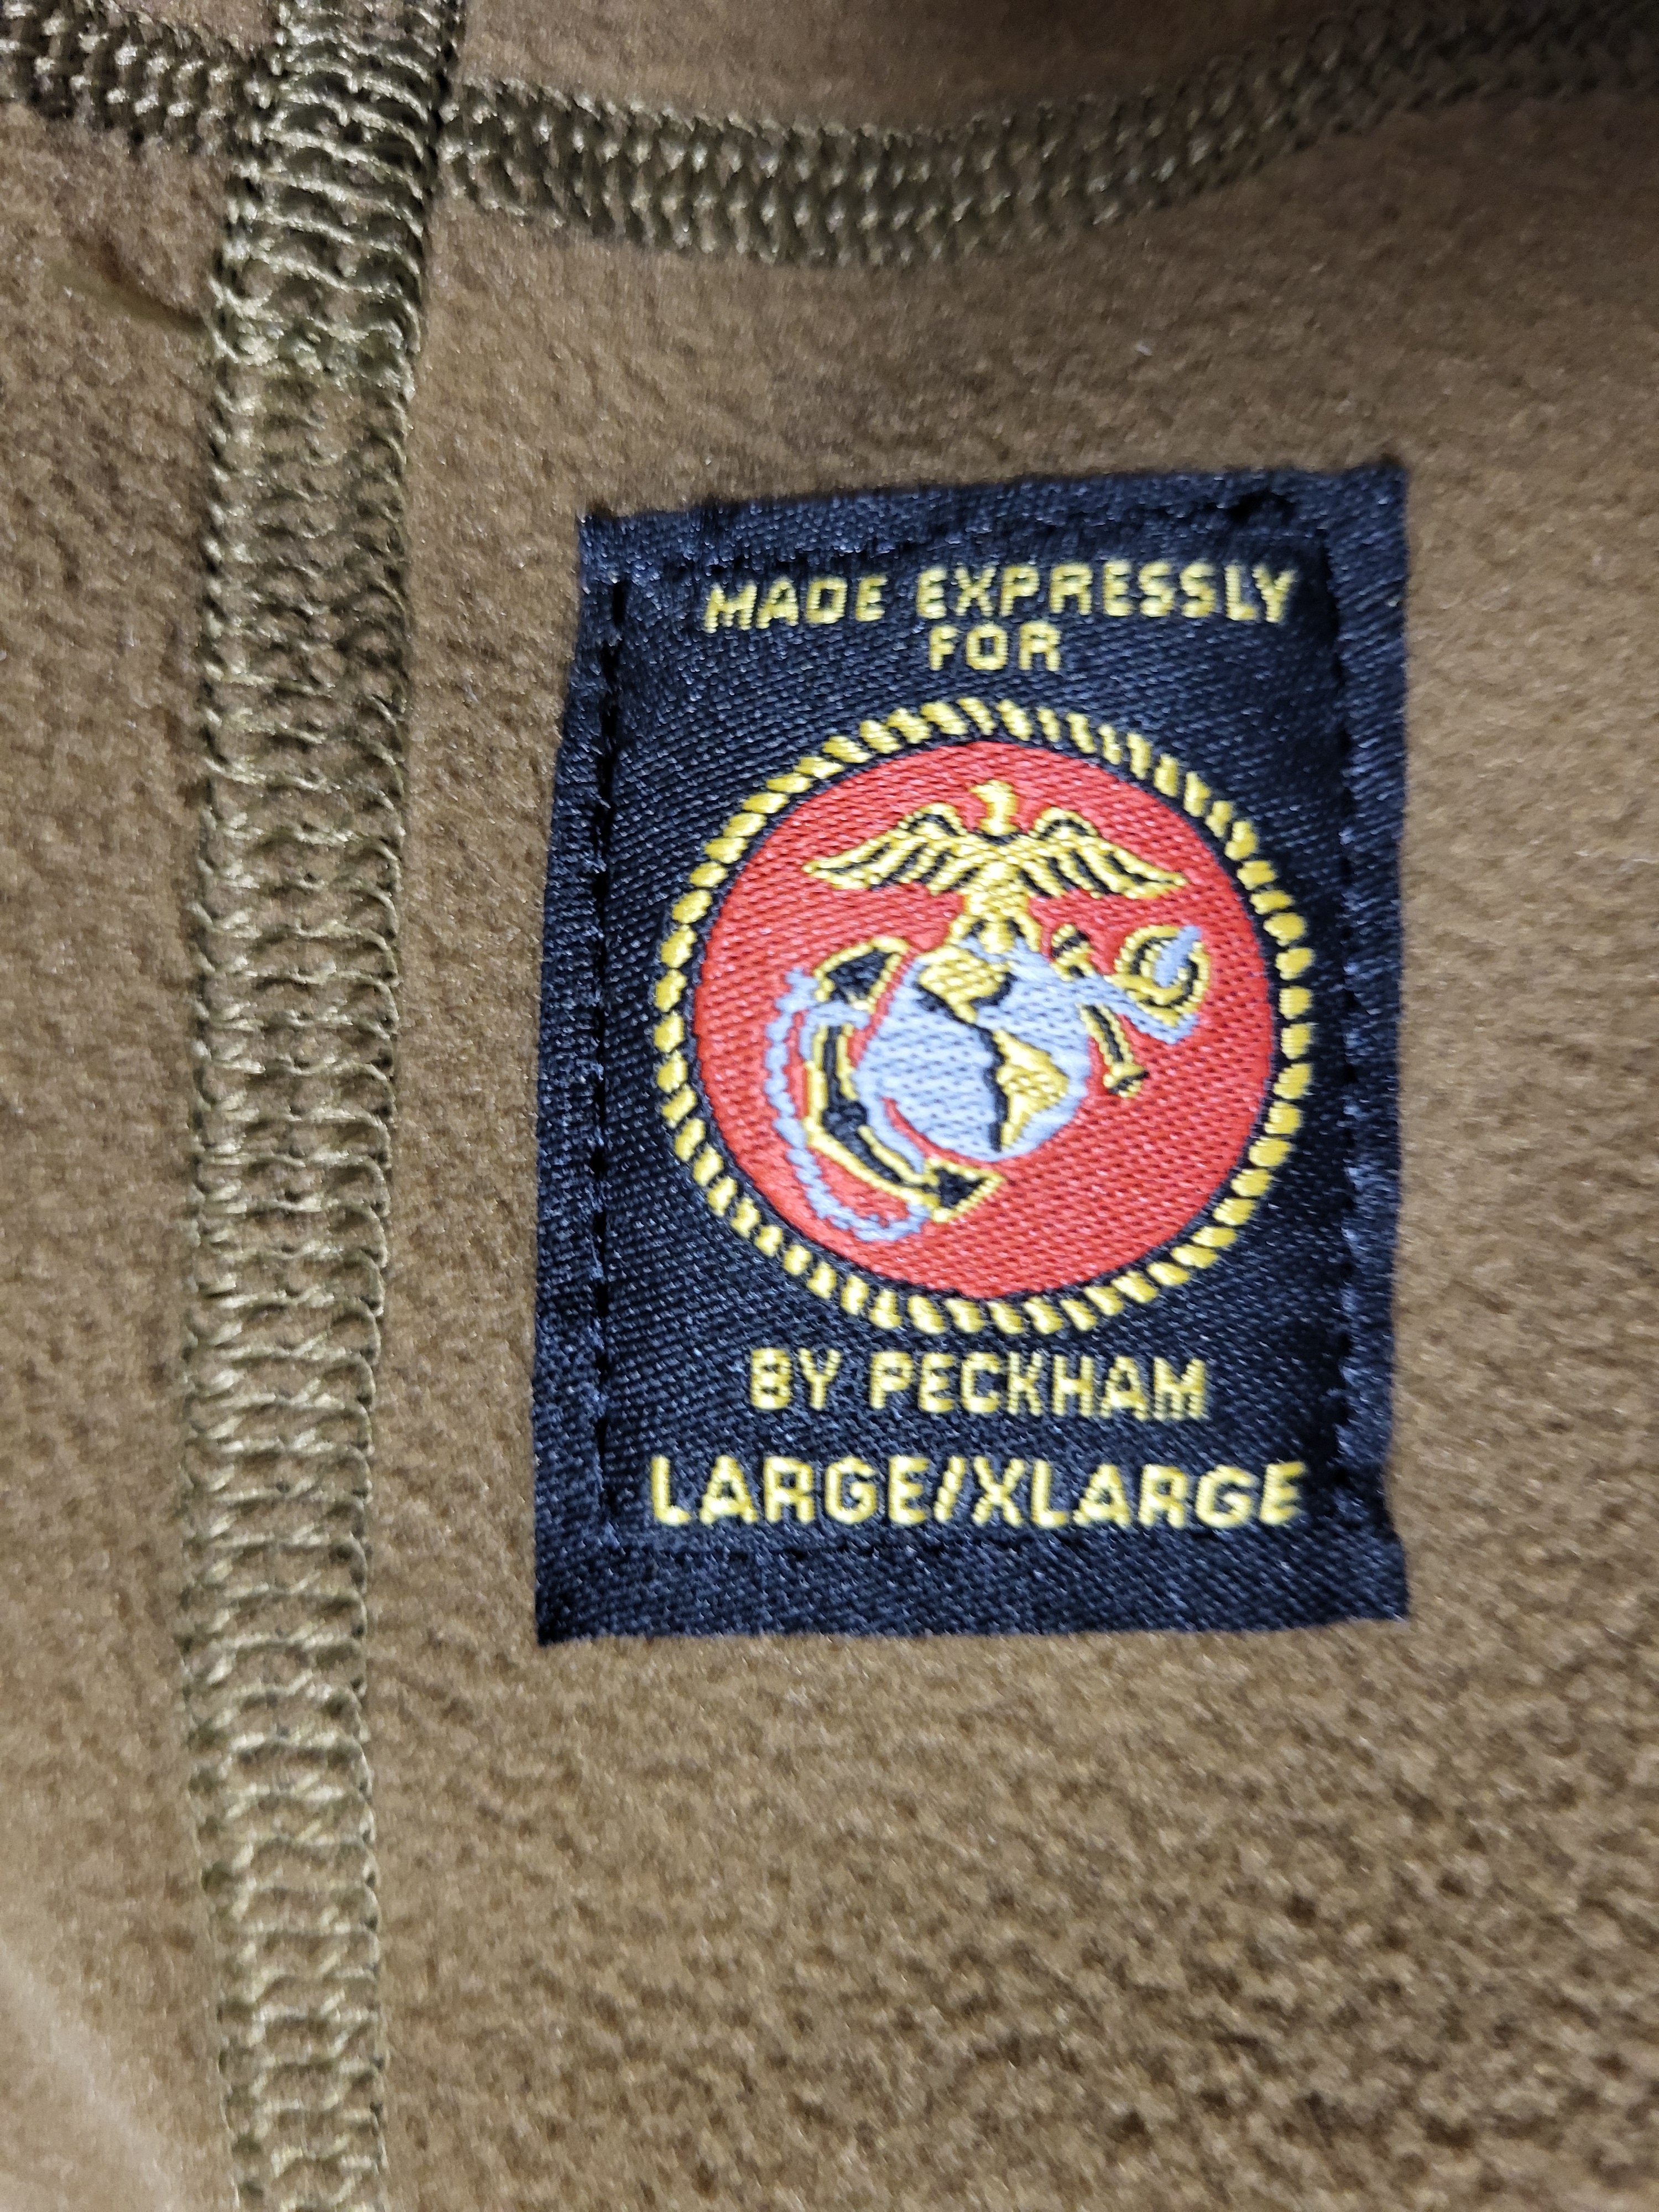 MADE EXPRESSLY
FOR
BY PECKHAM
LARGE/XLARGE